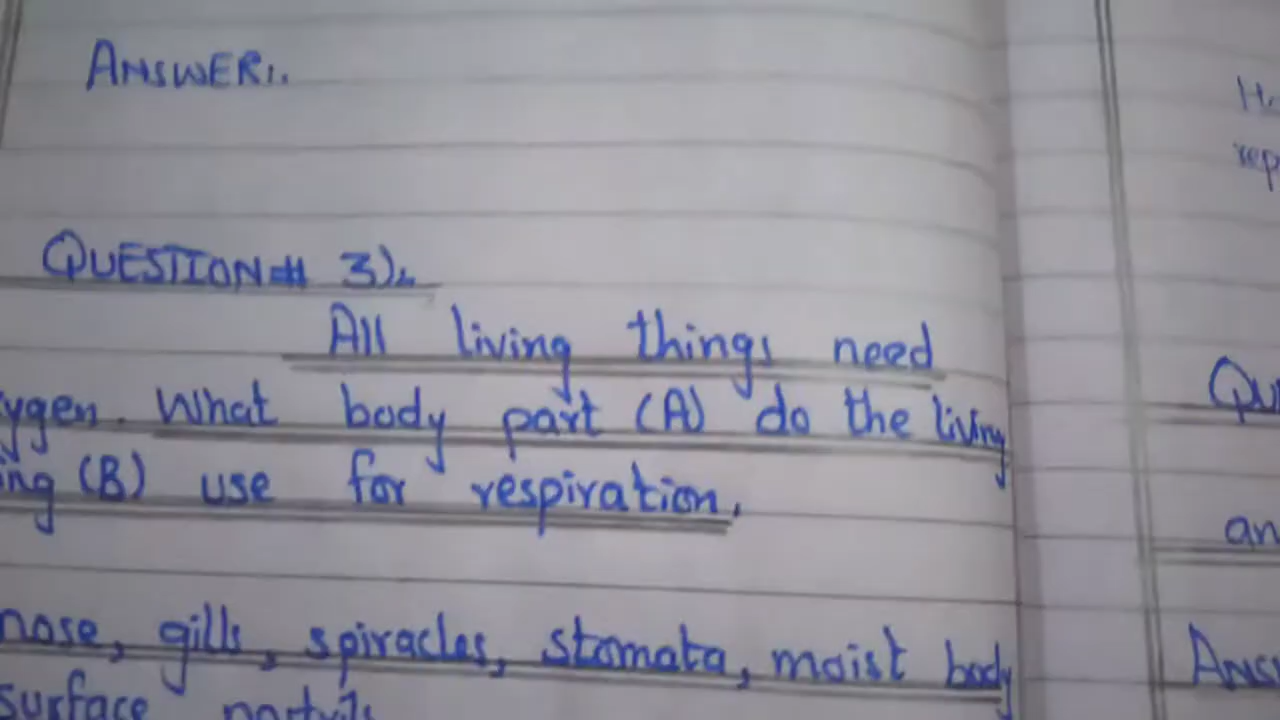 ANSWER:.
QUESTION# 3).
All living things need
ygen. What body part (A) do the living
ing (B) use for respiration.
nose, gills, spiracles, stomata, moist body
surface
an